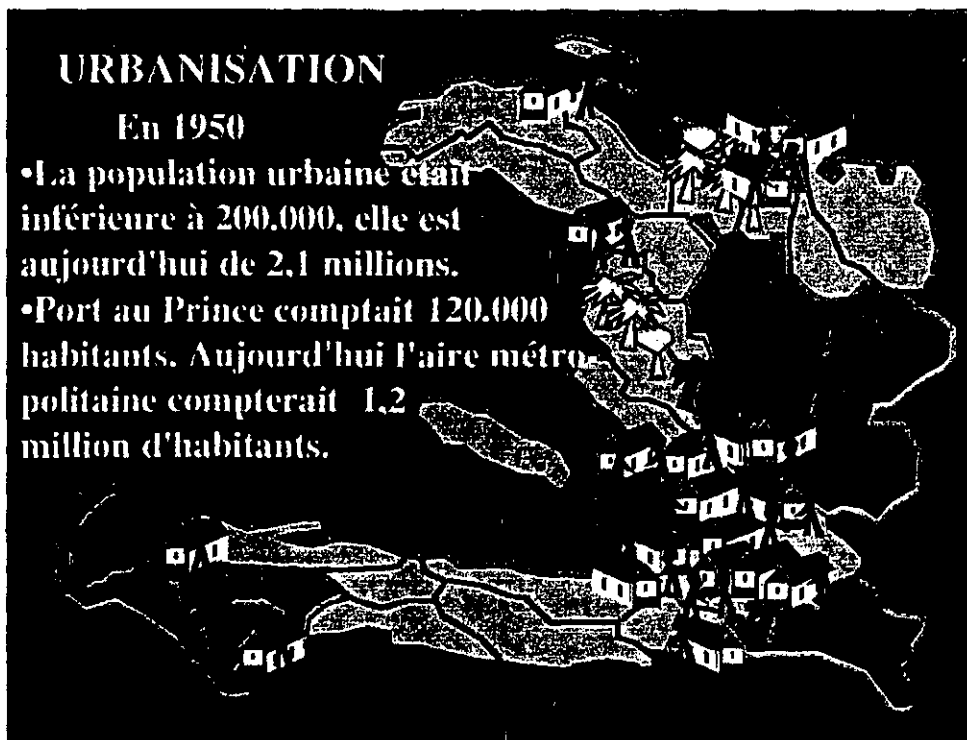 URBANISATION
En 1950
•La population urbaine était
inférieure à 200.000, elle est
aujourd'hui de 2,1 millions.
•Port au Prince comptait 120.000
habitants. Aujourd'hui l'aire métro-
politaine compterait 1,2
million d'habitants.